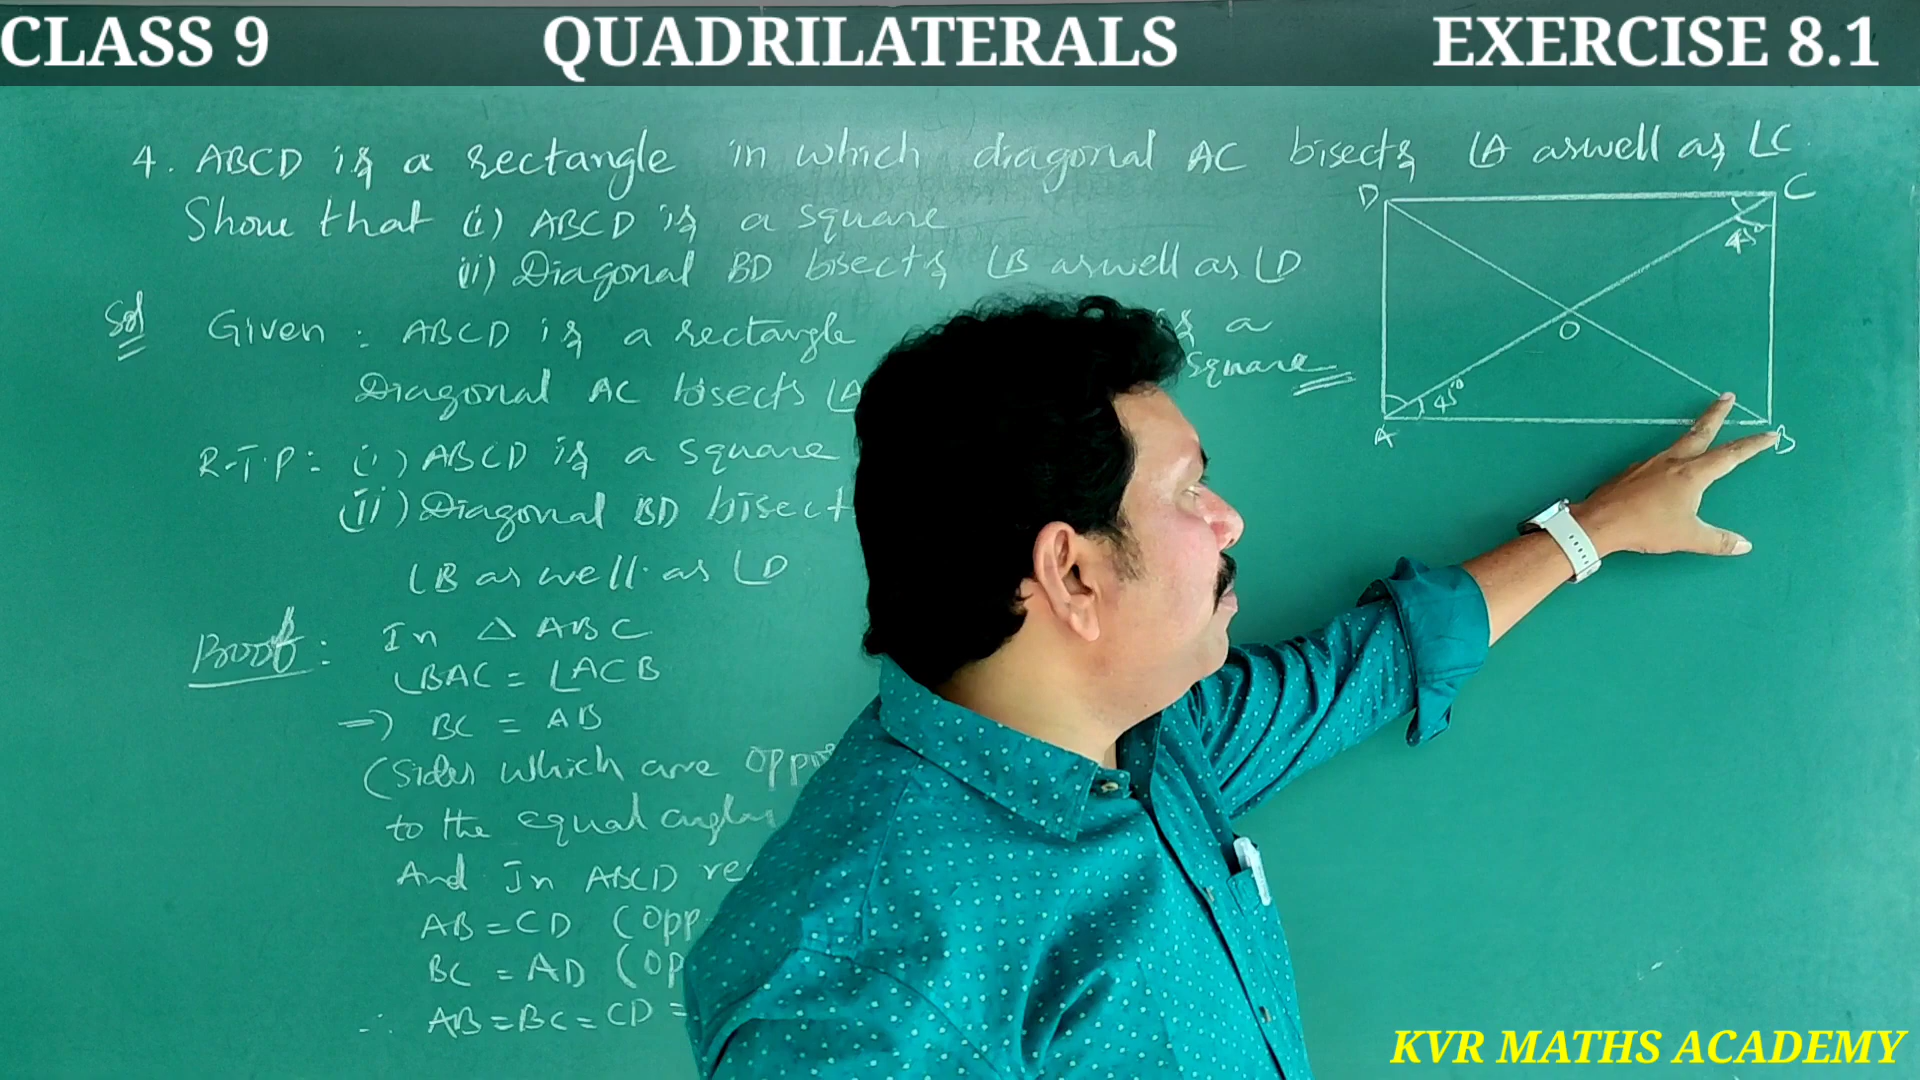 CLASS 9 QUADRILATERALS EXERCISE 8.1
4. ABCD is a rectangle in which diagonal AC bisects ∠A aswell as ∠C.
Show that (i) ABCD is a square
ii) Diagonal BD bisects ∠B aswell as ∠D
Sol Given : ABCD is a rectangle
Diagonal AC bisects ∠A
R.T.P: (i) ABCD is a square
(ii) Diagonal BD bisect
∠B as well as ∠D
Proof: In △ ABC
∠BAC = ∠ACB
=> BC = AB
(Sides which are oppo
to the equal angles
And In ABCD re
AB = CD (Opp.
BC = AD (Op
∴ AB = BC = CD =
a
square
D C
45°
O
45°
A B
KVR MATHS ACADEMY